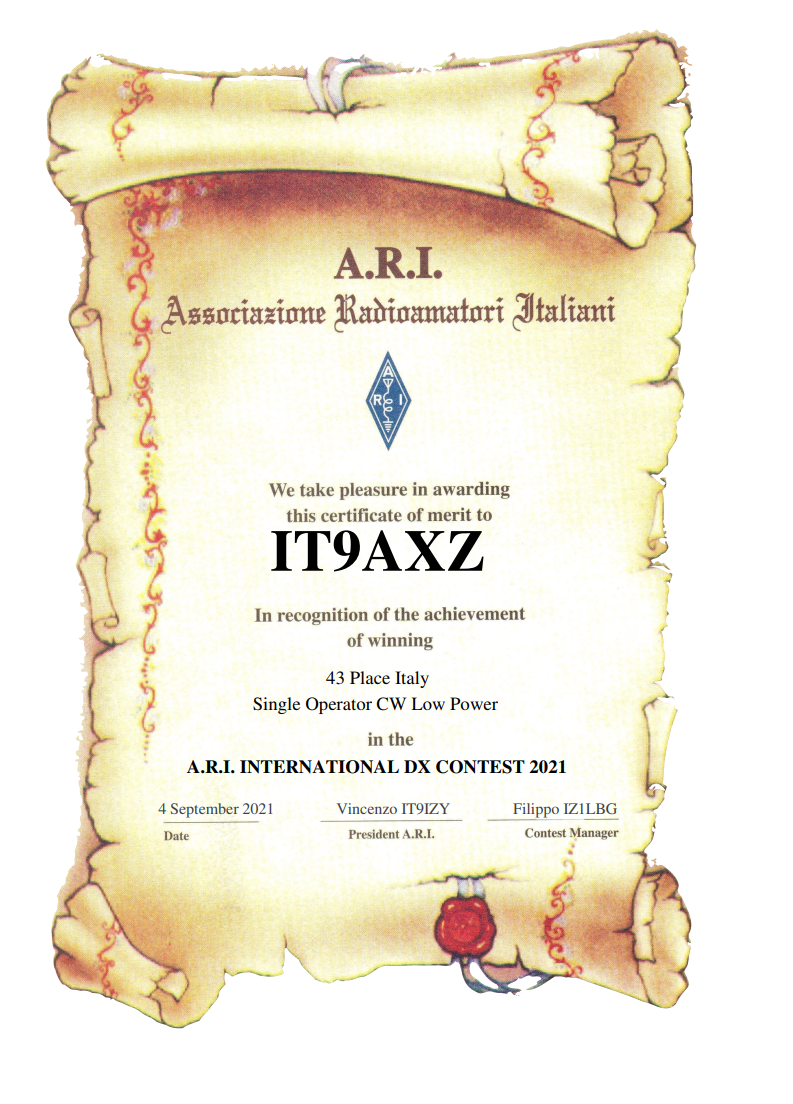 A.R.I.
Associazione Radioamatori Italiani
A
R I
We take pleasure in awarding
this certificate of merit to
IT9AXZ
In recognition of the achievement
of winning
43 Place Italy
Single Operator CW Low Power
in the
A.R.I. INTERNATIONAL DX CONTEST 2021
4 September 2021 Vincenzo IT9IZY Filippo IZ1LBG
Date President A.R.I. Contest Manager